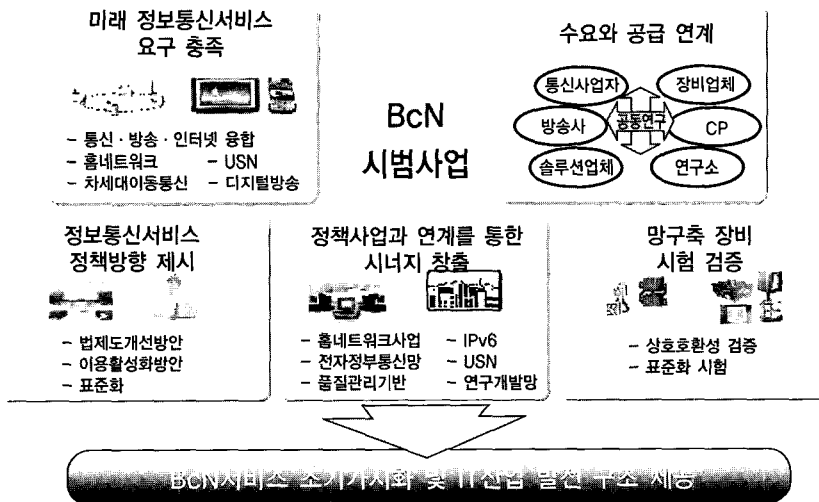 미래 정보통신서비스
요구 충족
- 통신 · 방송 · 인터넷 융합
- 홈네트워크 - USN
- 차세대이동통신 - 디지털방송
BcN
시범사업
수요와 공급 연계
통신사업자 장비업체
방송사 공동연구 CP
솔루션업체 연구소
정보통신서비스
정책방향 제시
- 법제도개선방안
- 이용활성화방안
- 표준화
정책사업과 연계를 통한
시너지 창출
- 홈네트워크사업 - IPv6
- 전자정부통신망 - USN
- 품질관리기반 - 연구개발망
망구축 장비
시험 검증
- 상호호환성 검증
- 표준화 시험
BcN서비스 조기가시화 및 IT산업 발전 구조 제공